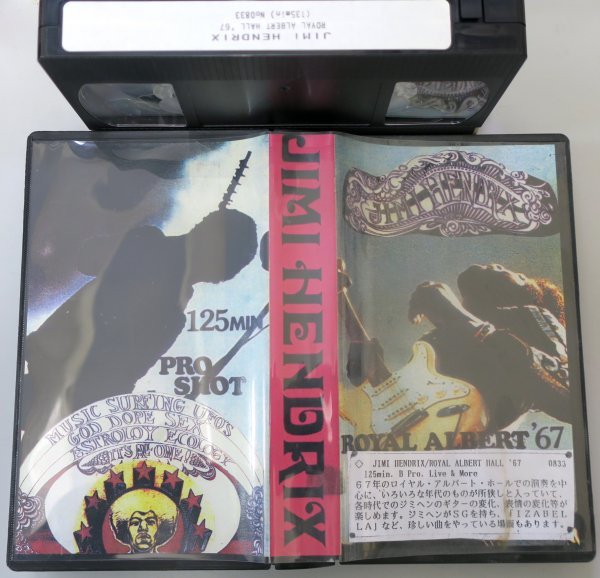 JIMI HENDRIX
ROYAL ALBERT HALL '67
(135min) No0833
125MIN
PRO
SHOT
MUSIC SURFING UFO'S
GOD DOPE SEX
ASTROLOY ECOLOGY
HITS AT ONE
JIMI HENDRIX
JIMI HENDRIX
ROYAL ALBERT '67
◇ JIMI HENDRIX/ROYAL ALBERT HALL '67 0833
125min. B Pro. Live & More
67年のロイヤル・アルバート・ホールでの演奏を中
心に、いろいろな年代のものが所狭しと入っていて、
各時代でのジミヘンのギターの変化、表情の変化等が
楽しめます。ジミヘンがSGを持ち、「IZABEL
LA」など、珍しい曲をやっている場面もあります。